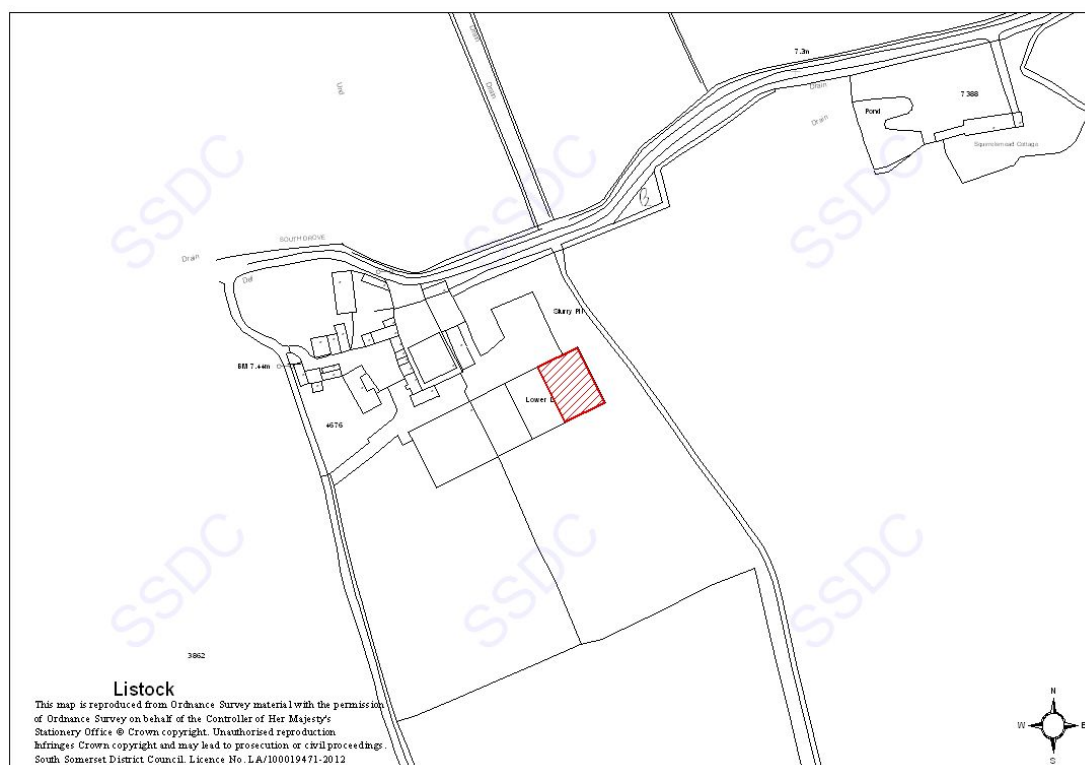 Drain
Drain
Und
7.3m
Drain
Drain
7388
Pond
SSDC
SSDC
SSDC
SOUTH GROVE
Drain
Def
Slurry Pit
BM 7.44m
Lower
4676
SSDC
SSDC
SSDC
3862
Listock
This map is reproduced from Ordnance Survey material with the permission
of Ordnance Survey on behalf of the Controller of Her Majesty's
Stationery Office © Crown copyright. Unauthorised reproduction
infringes Crown copyright and may lead to prosecution or civil proceedings.
South Somerset District Council. Licence No. LA/100019471-2012
N
W
E
S